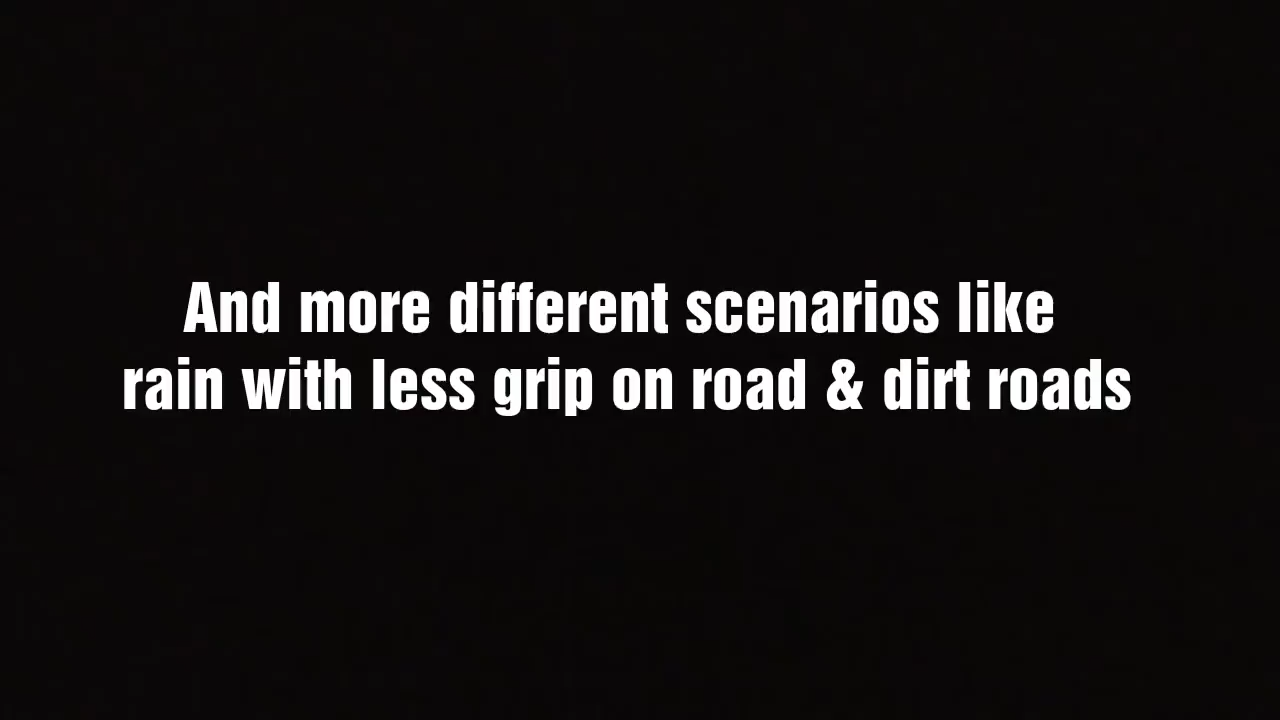 And more different scenarios like
rain with less grip on road & dirt roads